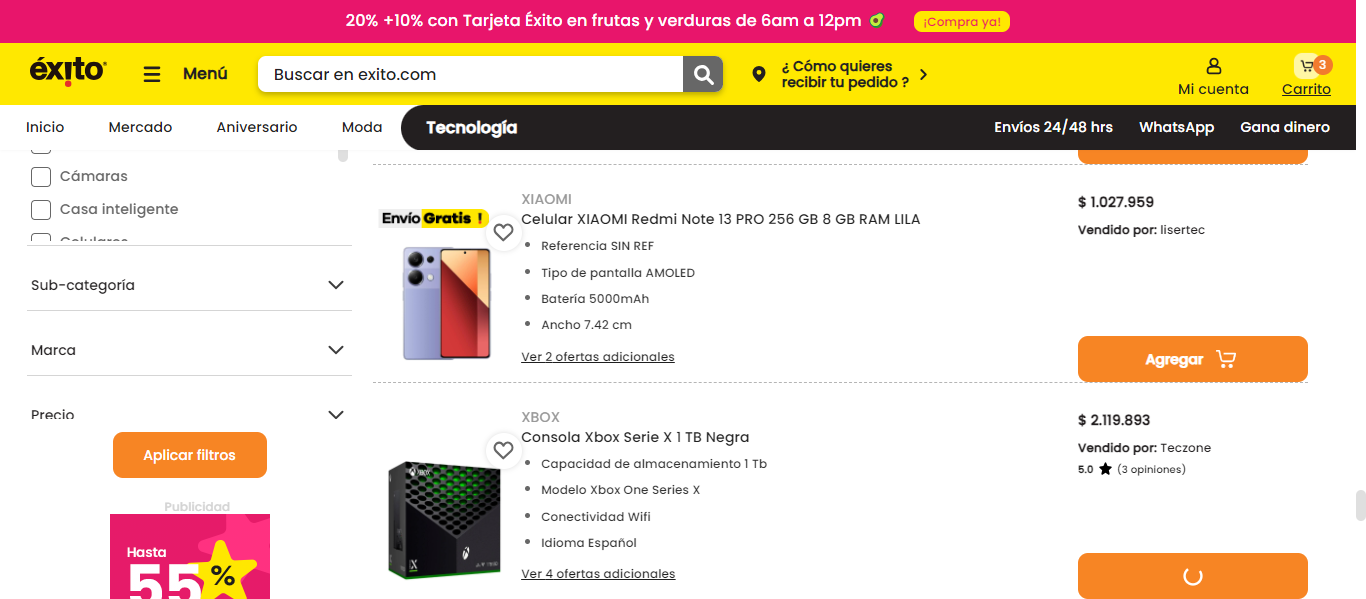 20% +10% con Tarjeta Éxito en frutas y verduras de 6am a 12pm
¡Compra ya!
éxito
Menú
Buscar en exito.com
¿ Cómo quieres
recibir tu pedido ?
Mi cuenta
3
Carrito
Inicio
Mercado
Aniversario
Moda
Tecnología
Envíos 24/48 hrs
WhatsApp
Gana dinero
Cámaras
Casa inteligente
Celulares
Sub-categoría
Marca
Precio
Aplicar filtros
Publicidad
Hasta
55%
Envío Gratis !
XIAOMI
Celular XIAOMI Redmi Note 13 PRO 256 GB 8 GB RAM LILA
Referencia SIN REF
Tipo de pantalla AMOLED
Batería 5000mAh
Ancho 7.42 cm
Ver 2 ofertas adicionales
$ 1.027.959
Vendido por: lisertec
Agregar
XBOX
Consola Xbox Serie X 1 TB Negra
Capacidad de almacenamiento 1 Tb
Modelo Xbox One Series X
Conectividad Wifi
Idioma Español
Ver 4 ofertas adicionales
XBOX
$ 2.119.893
Vendido por: Teczone
5.0 (3 opiniones)